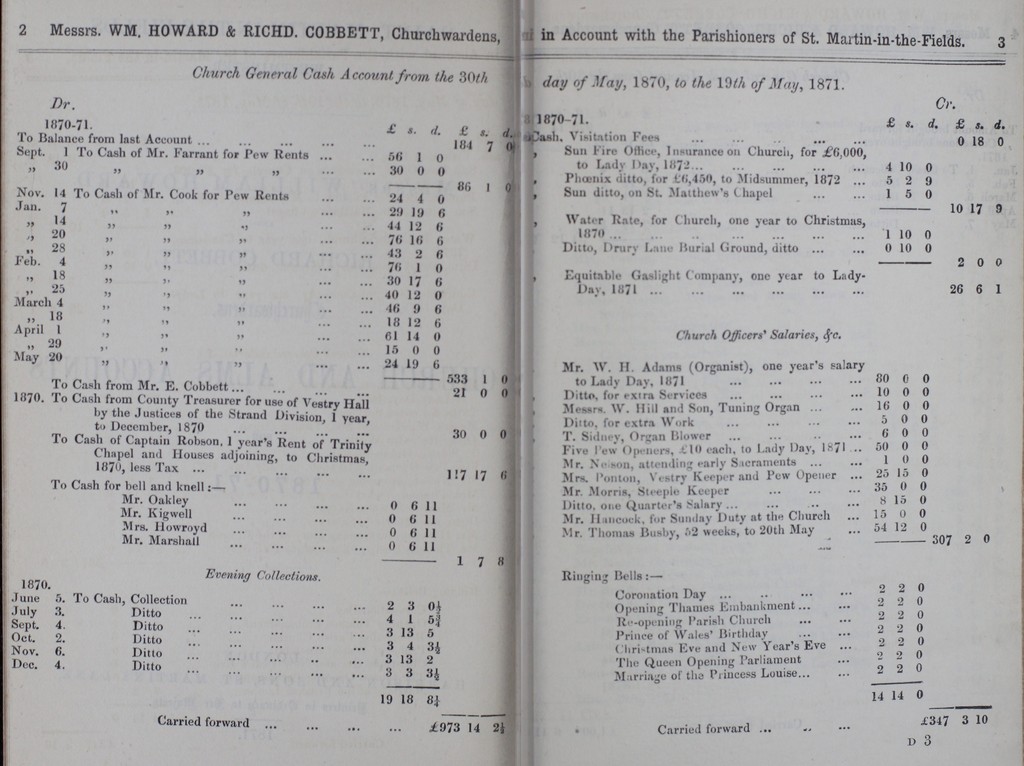 2 Messrs. WM. HOWARD & RICHD. COBBETT, Churchwardens,
Church General Cash Account from the 30th
Dr.
1870-71. £ s. d. £ s. d.
To Balance from last Account ... ... ... ... ... 184 7 0
Sept. 1 To Cash of Mr. Farrant for Pew Rents ... ... 56 1 0
„ 30 „ „ „ ... ... 30 0 0
86 1 0
Nov. 14 To Cash of Mr. Cook for Pew Rents ... ... 24 4 0
Jan. 7 „ „ „ ... ... 29 19 6
„ 14 „ „ „ ... ... 44 12 6
„ 20 „ „ „ ... ... 76 16 6
„ 28 „ „ „ ... ... 43 2 6
Feb. 4 „ „ „ ... ... 76 1 0
„ 18 „ „ „ ... ... 30 17 6
„ 25 „ „ „ ... ... 40 12 0
March 4 „ „ „ ... ... 46 9 6
„ 18 „ „ „ ... ... 18 12 6
April 1 „ „ „ ... ... 61 14 0
„ 29 „ „ „ ... ... 15 0 0
May 20 „ „ „ ... ... 24 19 6
533 1 0
To Cash from Mr. E. Cobbett ... ... ... ... ... 21 0 0
1870. To Cash from County Treasurer for use of Vestry Hall
by the Justices of the Strand Division, 1 year,
to December, 1870 ... ... ... ... ... 30 0 0
To Cash of Captain Robson, 1 year's Rent of Trinity
Chapel and Houses adjoining, to Christmas,
1870, less Tax ... ... ... ... ... 117 17 6
To Cash for bell and knell:—
Mr. Oakley ... ... ... ... 0 6 11
Mr. Kigwell ... ... ... ... 0 6 11
Mrs. Howroyd ... ... ... ... 0 6 11
Mr. Marshall ... ... ... ... 0 6 11
1 7 8
Evening Collections.
1870.
June 5. To Cash, Collection ... ... ... ... 2 3 0½
July 3. Ditto ... ... ... ... ... 4 1 5¾
Sept. 4. Ditto ... ... ... ... ... 3 13 5
Oct. 2. Ditto ... ... ... ... ... 3 4 3½
Nov. 6. Ditto ... ... ... ... ... 3 13 2
Dec. 4. Ditto ... ... ... ... ... 3 3 3½
19 18 8¼
Carried forward ... ... ... ... £973 14 2½
in Account with the Parishioners of St. Martin-in-the-Fields. 3
day of May, 1870, to the 19th of May, 1871.
Cr.
1870-71. £ s. d. £ s. d.
Cash, Visitation Fees ... ... ... ... ... 0 18 0
Sun Fire Office, Insurance on Church, for £6,000,
to Lady Day, 1872 ... ... ... ... ... 4 10 0
Phœnix ditto, for £6,450, to Midsummer, 1872 ... 5 2 9
Sun ditto, on St. Matthew's Chapel ... ... 1 5 0
10 17 9
Water Rate, for Church, one year to Christmas,
1870 ... ... ... ... ... ... ... 1 10 0
Ditto, Drury Lane Burial Ground, ditto ... ... 0 10 0
2 0 0
Equitable Gaslight Company, one year to Lady-
Day, 1871 ... ... ... ... ... ... 26 6 1
Church Officers' Salaries, &c.
Mr. W. H. Adams (Organist), one year's salary
to Lady Day, 1871 ... ... ... ... 80 0 0
Ditto, for extra Services ... ... ... ... 10 0 0
Messrs. W. Hill and Son, Tuning Organ ... ... 16 0 0
Ditto, for extra Work ... ... ... ... 5 0 0
T. Sidney, Organ Blower ... ... ... ... 6 0 0
Five Pew Openers, £10 each, to Lady Day, 1871 ... 50 0 0
Mr. Nelson, attending early Sacraments ... ... 1 0 0
Mrs. Ponton, Vestry Keeper and Pew Opener ... 25 15 0
Mr. Morris, Steeple Keeper ... ... ... 35 0 0
Ditto, one Quarter's Salary ... ... ... ... 8 15 0
Mr. Hancock, for Sunday Duty at the Church ... 15 0 0
Mr. Thomas Busby, 52 weeks, to 20th May ... 54 12 0
307 2 0
Ringing Bells:—
Coronation Day ... ... ... ... 2 2 0
Opening Thames Embankment ... ... 2 2 0
Re-opening Parish Church ... ... 2 2 0
Prince of Wales' Birthday ... ... 2 2 0
Christmas Eve and New Year's Eve ... 2 2 0
The Queen Opening Parliament ... 2 2 0
Marriage of the Princess Louise ... ... 2 2 0
14 14 0
Carried forward ... ... ... £347 3 10
D 3